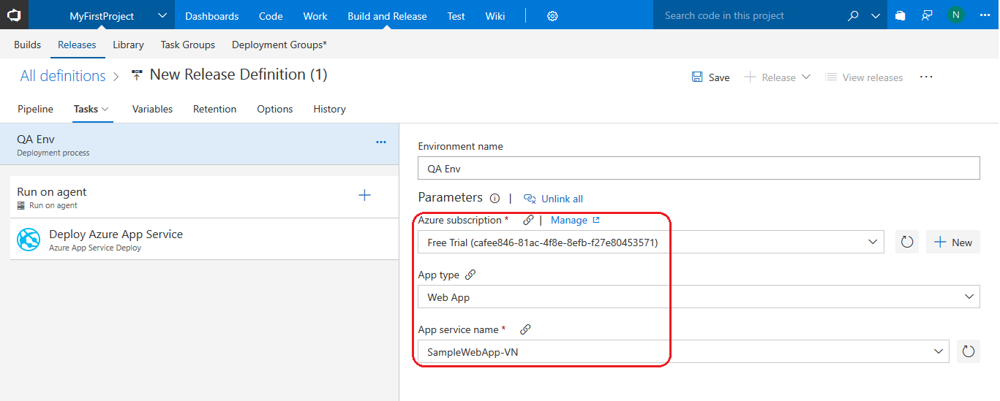 MyFirstProject Dashboards Code Work Build and Release Test Wiki Search code in this project N
Builds Releases Library Task Groups Deployment Groups*
All definitions > New Release Definition (1) Save Release View releases ...
Pipeline Tasks Variables Retention Options History
QA Env ...
Deployment process
Run on agent
Run on agent
Deploy Azure App Service
Azure App Service Deploy
Environment name
QA Env
Parameters | Unlink all
Azure subscription * | Manage
Free Trial (cafee846-81ac-4f8e-8efb-f27e80453571) New
App type
Web App
App service name *
SampleWebApp-VN